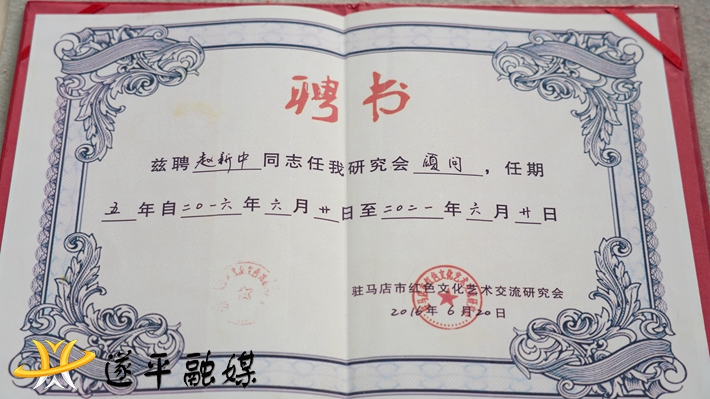 聘书
兹聘赵新中同志任我研究会顾问，任期
五年自二〇一六年六月廿日至二〇二一年六月廿日
驻马店市红色文化艺术交流研究会
2016年6月20日
遂平融媒